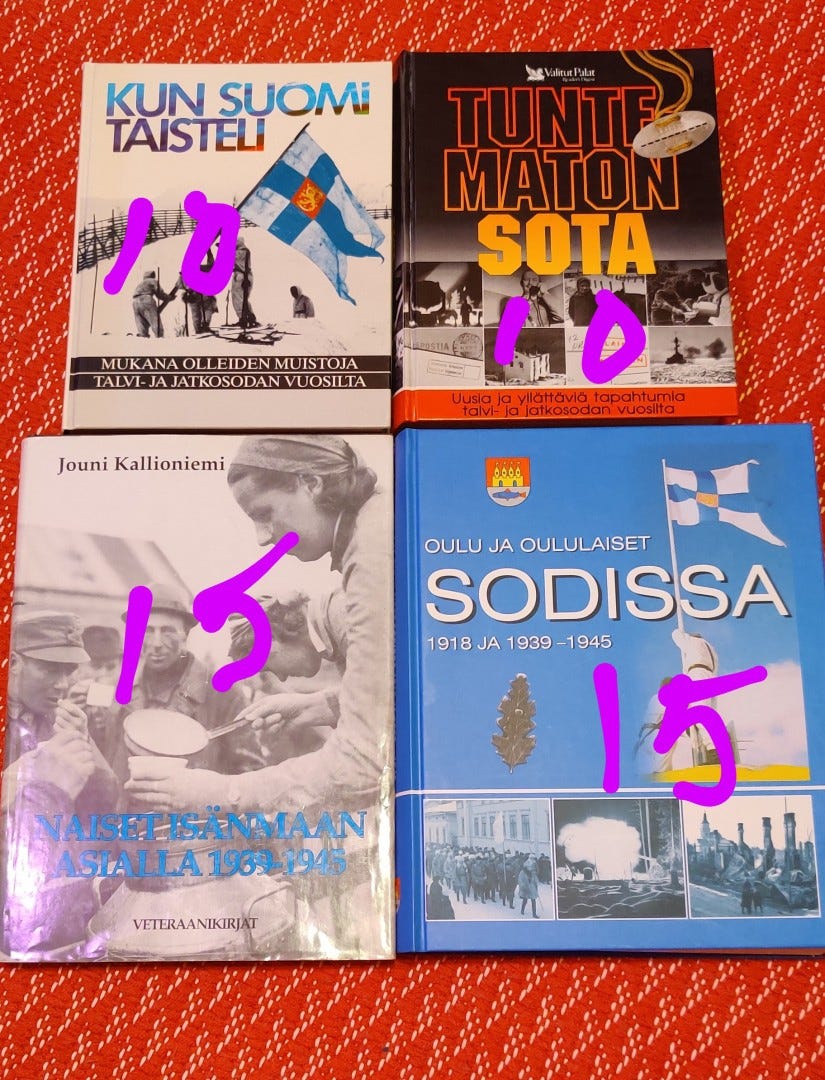 KUN SUOMI
TAISTELI
10
MUKANA OLLEIDEN MUISTOJA
TALVI- JA JATKOSODAN VUOSILTA
Valitut Palat
Reader's Digest
TUNTE
MATON
SOTA
10
Uusia ja yllättäviä tapahtumia
talvi- ja jatkosodan vuosilta
Jouni Kallioniemi
15
NAISET ISÄNMAAN
ASIALLA 1939-1945
VETERAANIKIRJAT
OULU JA OULULAISET
SODISSA
1918 JA 1939–1945
15